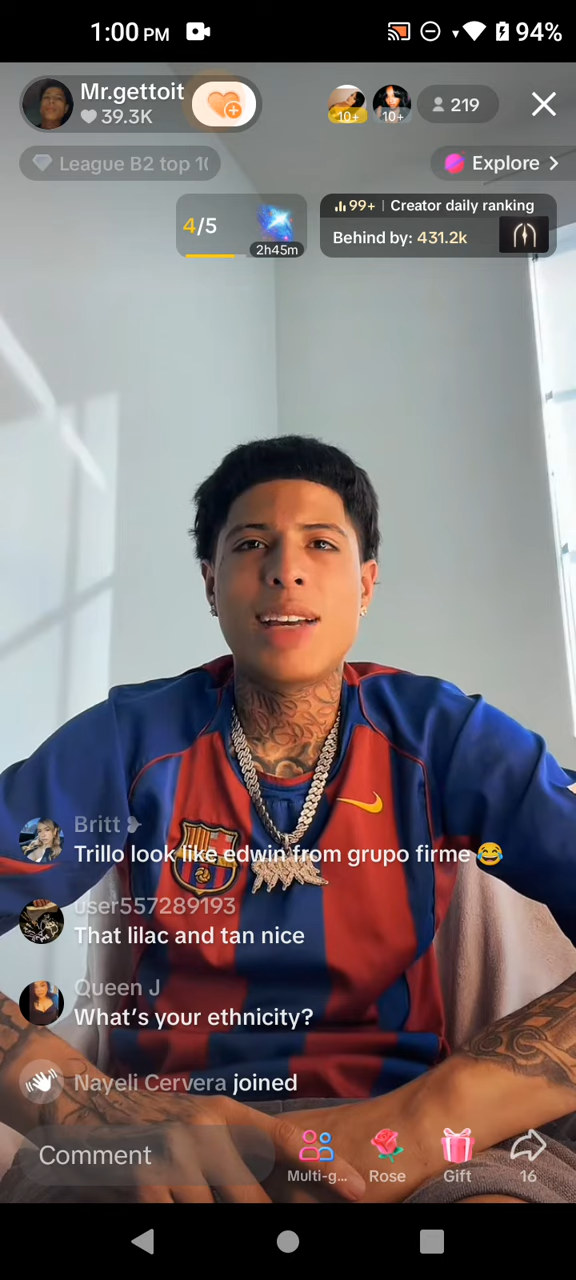 1:00 PM
94%
Mr.gettoit
39.3K
10+
10+
219
League B2 top 1(
Explore
4/5
2h45m
99+ | Creator daily ranking
Behind by: 431.2k
Britt
Trillo look like edwin from grupo firme 😂
user557289193
That lilac and tan nice
Queen J
What's your ethnicity?
Nayeli Cervera joined
Comment
Multi-g...
Rose
Gift
16